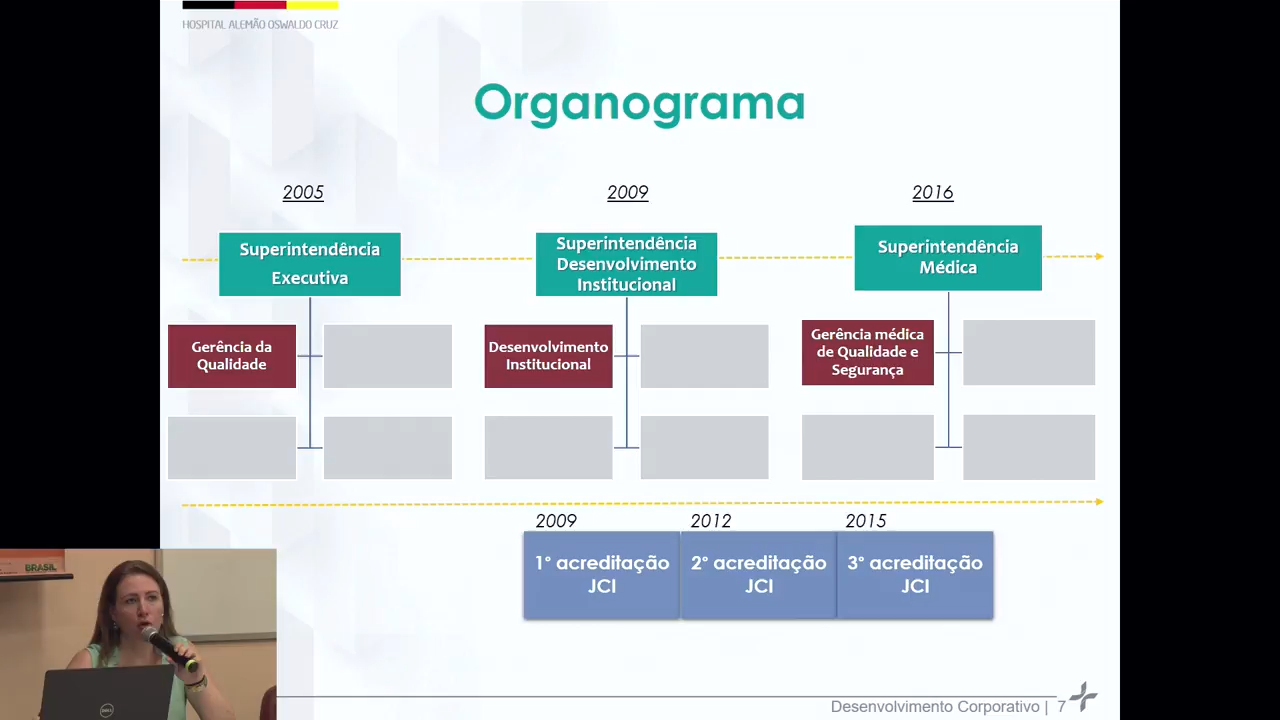 HOSPITAL ALEMÃO OSWALDO CRUZ
Organograma
2005
2009
2016
Superintendência
Executiva
Superintendência
Desenvolvimento
Institucional
Superintendência
Médica
Gerência da
Qualidade
Desenvolvimento
Institucional
Gerência médica
de Qualidade e
Segurança
2009
2012
2015
1° acreditação
JCI
2° acreditação
JCI
3° acreditação
JCI
BRASIL
DELL
Desenvolvimento Corporativo | 7